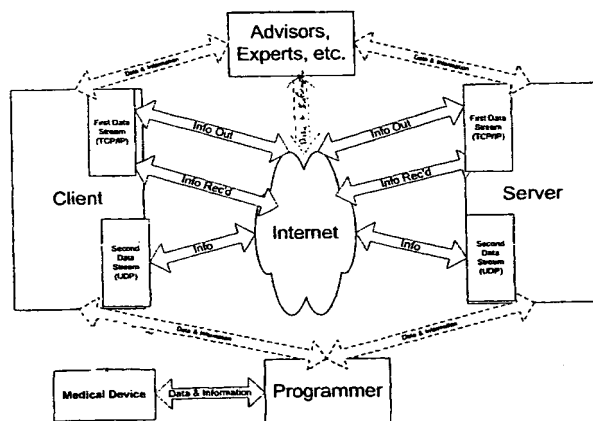 Advisors,
Experts, etc.
Data & Information
Data & Information
First Data
Stream
(TCP/IP)
Info Out
Info Out
First Data
Stream
(TCP/IP)
Info Rec'd
Info Rec'd
Client
Internet
Server
Second
Data
Stream
(UDP)
Info
Info
Second
Data
Stream
(UDP)
Data & Information
Data & Information
Medical Device
Data & Information
Programmer